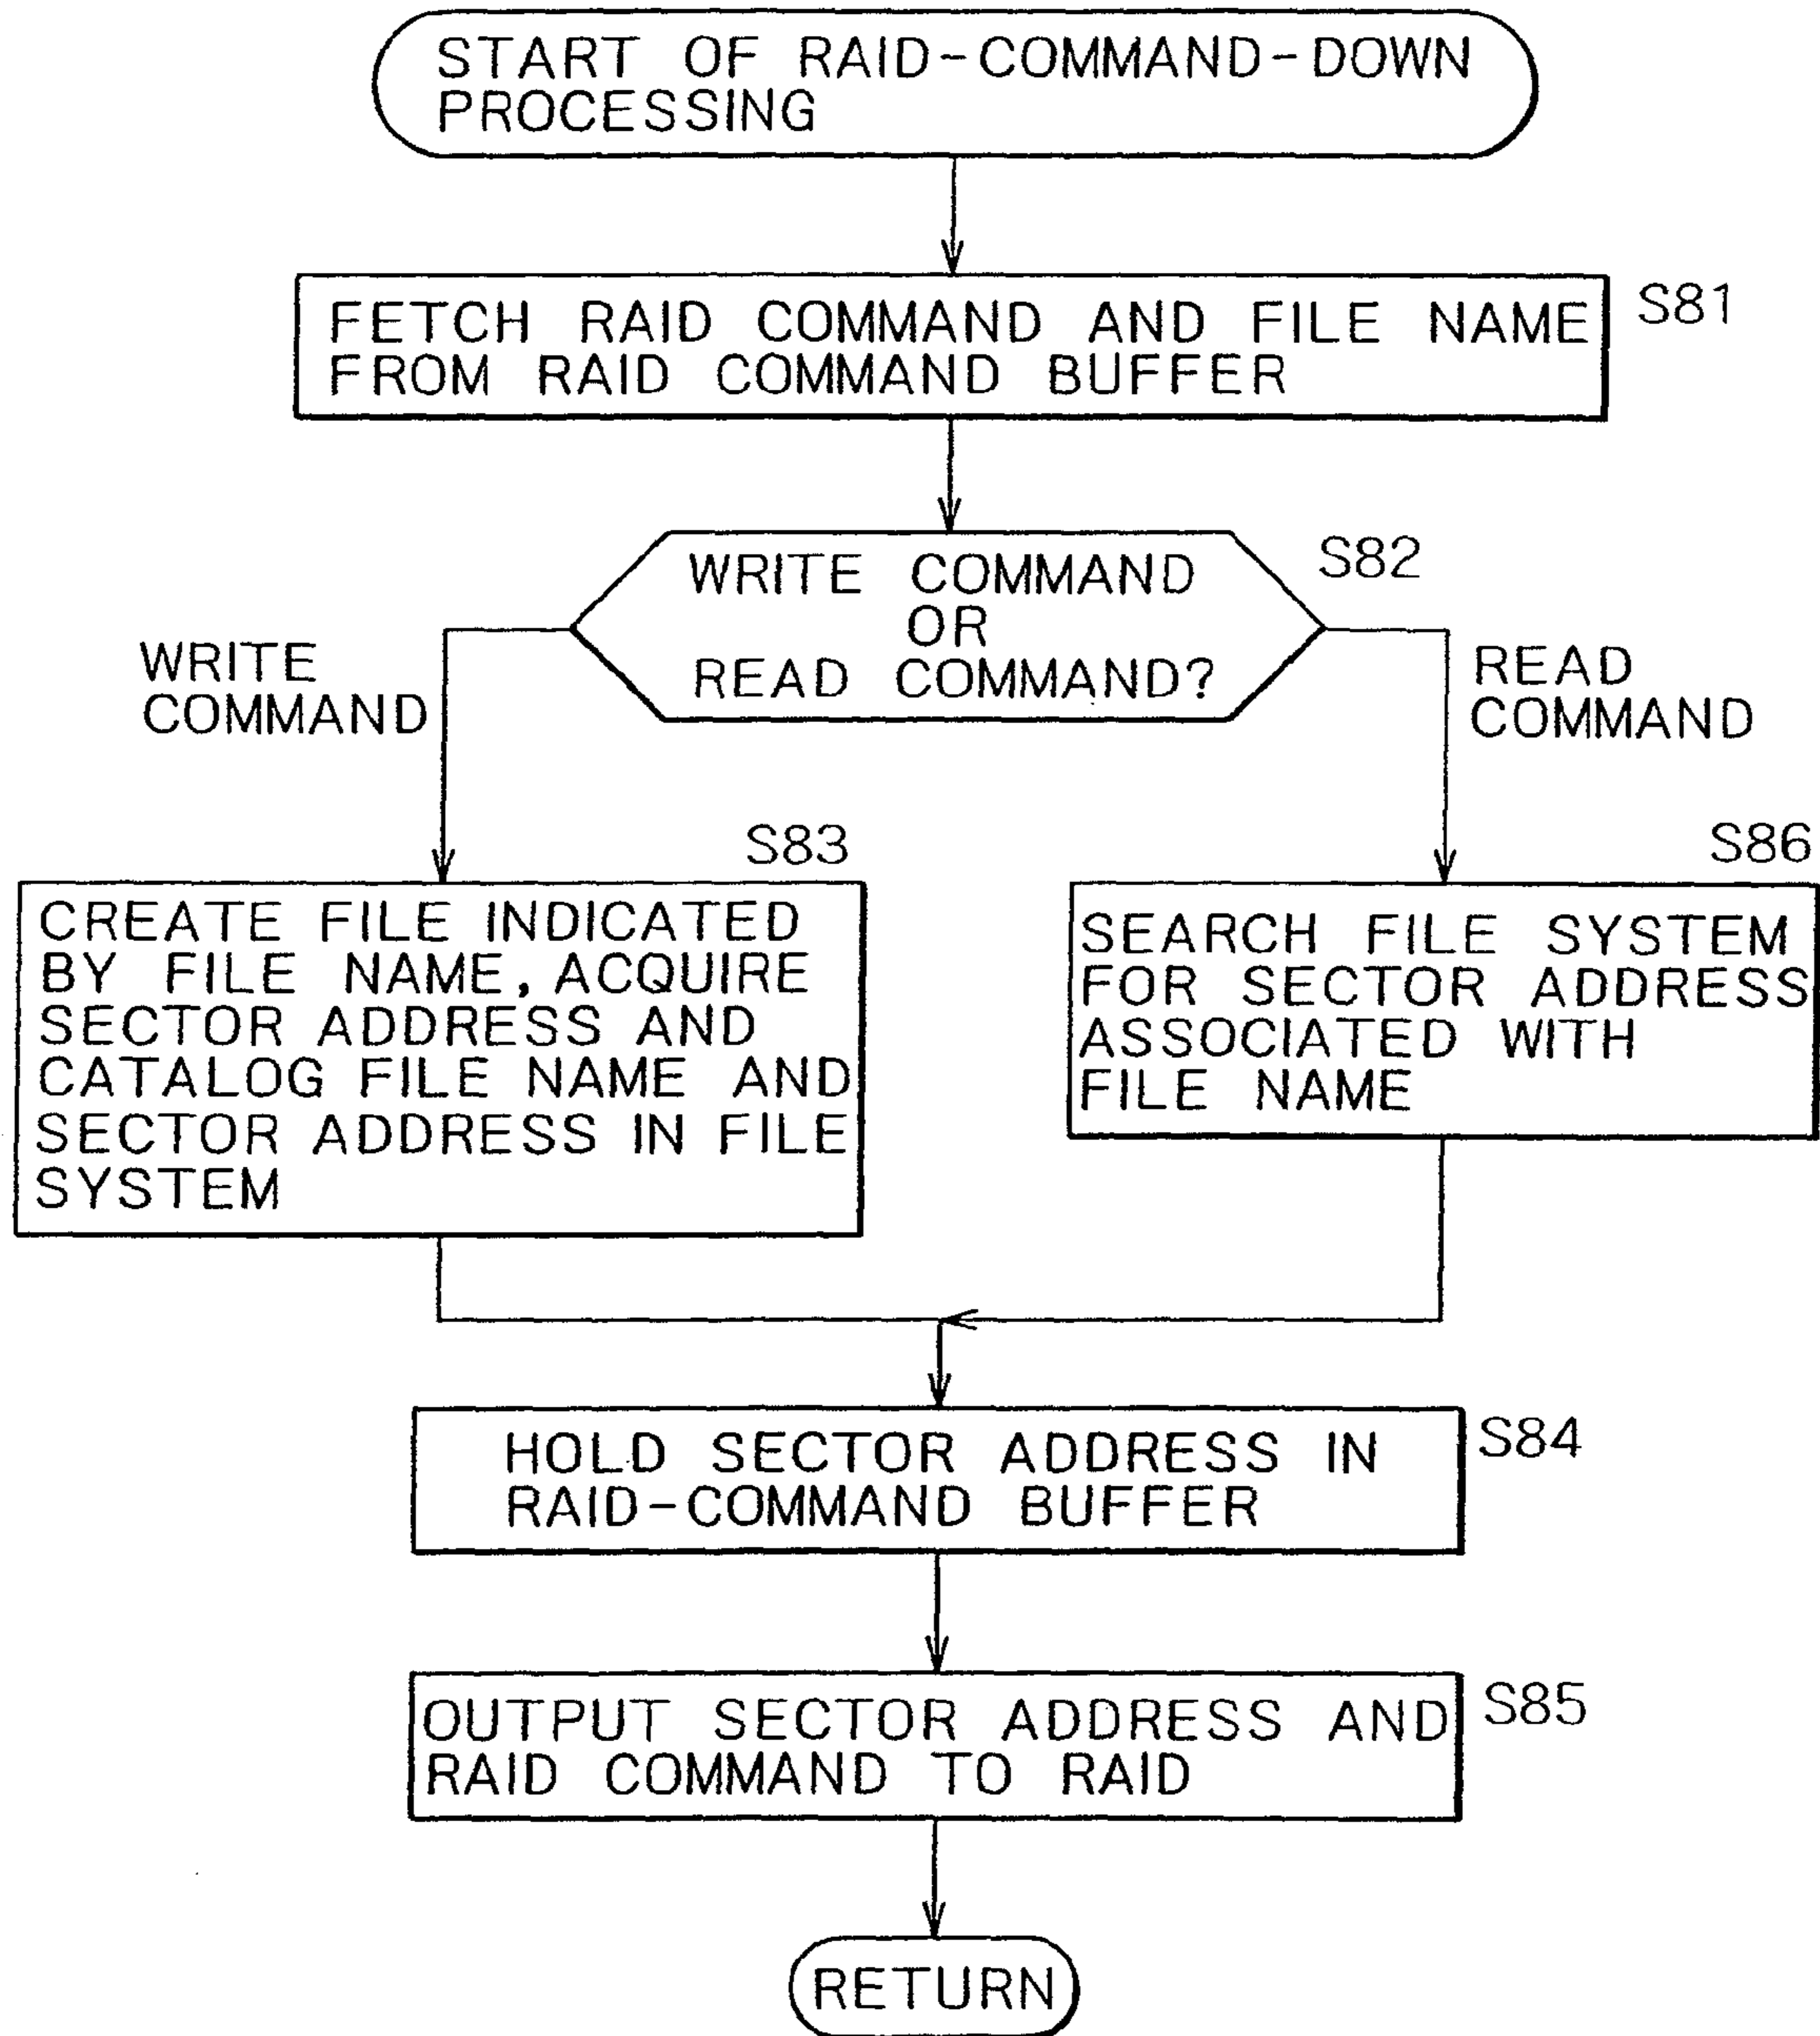 START OF RAID-COMMAND-DOWN
PROCESSING
FETCH RAID COMMAND AND FILE NAME
FROM RAID COMMAND BUFFER
S81
WRITE COMMAND
OR
READ COMMAND?
S82
WRITE
COMMAND
READ
COMMAND
S83
CREATE FILE INDICATED
BY FILE NAME, ACQUIRE
SECTOR ADDRESS AND
CATALOG FILE NAME AND
SECTOR ADDRESS IN FILE
SYSTEM
S86
SEARCH FILE SYSTEM
FOR SECTOR ADDRESS
ASSOCIATED WITH
FILE NAME
HOLD SECTOR ADDRESS IN
RAID-COMMAND BUFFER
S84
OUTPUT SECTOR ADDRESS AND
RAID COMMAND TO RAID
S85
RETURN